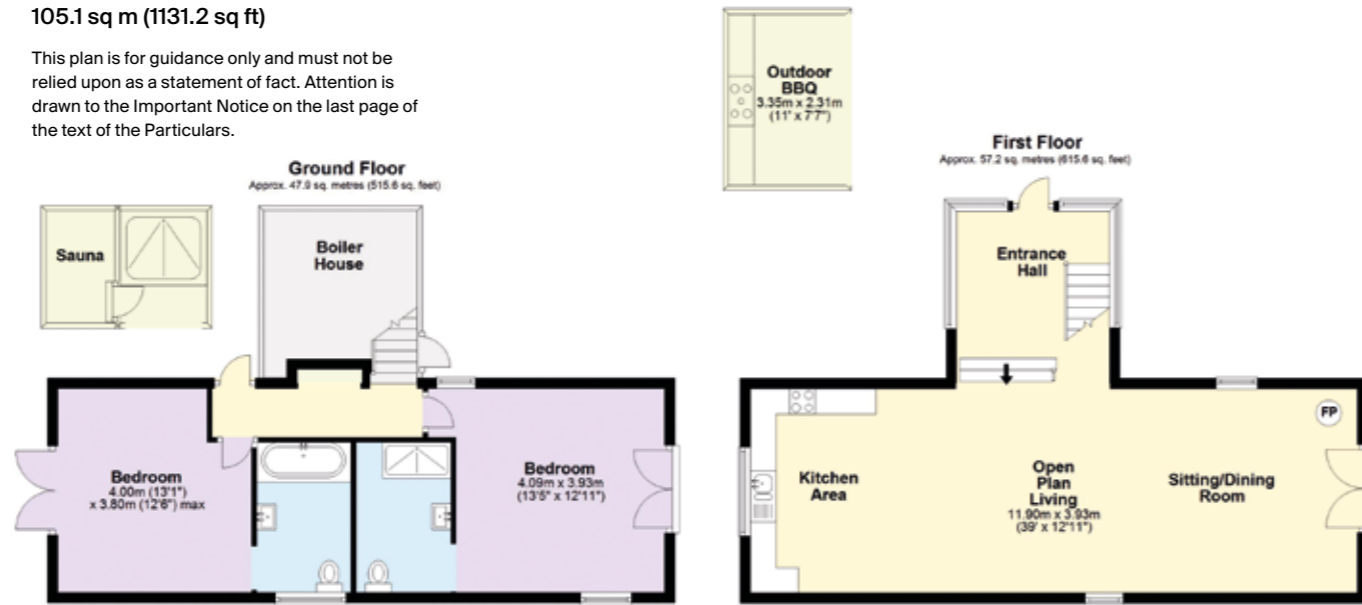 105.1 sq m (1131.2 sq ft)
This plan is for guidance only and must not be
relied upon as a statement of fact. Attention is
drawn to the Important Notice on the last page of
the text of the Particulars.
Outdoor
BBQ
3.35m x 2.31m
(11' x 7'7")
Ground Floor
Approx. 47.9 sq. metres (515.6 sq. feet)
First Floor
Approx. 57.2 sq. metres (615.6 sq. feet)
Sauna
Boiler
House
Entrance
Hall
Bedroom
4.00m (13'1")
x 3.80m (12'6") max
Bedroom
4.09m x 3.93m
(13'5" x 12'11")
Kitchen
Area
Open
Plan
Living
11.90m x 3.93m
(39' x 12'11")
Sitting/Dining
Room
FP